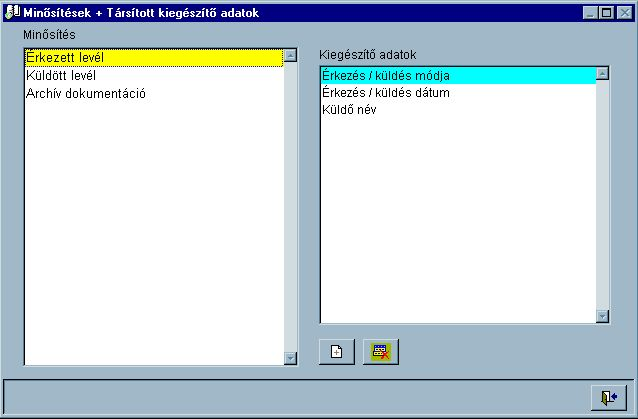 Minősítések + Társított kiegészítő adatok
Minősítés
Érkezett levél
Küldött levél
Archív dokumentáció
Kiegészítő adatok
Érkezés / küldés módja
Érkezés / küldés dátum
Küldő név